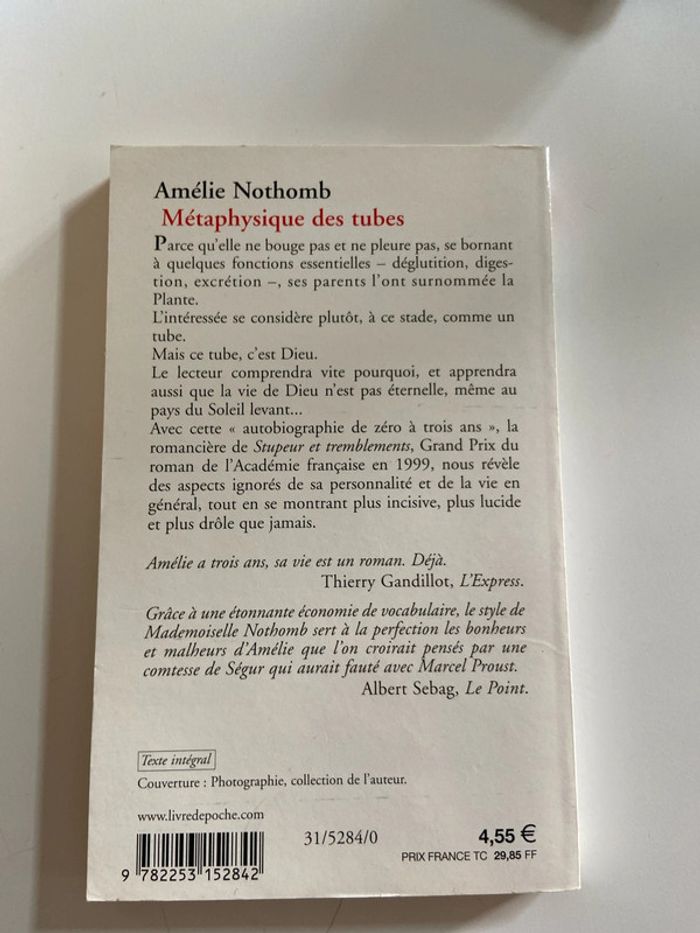 Amélie Nothomb
Métaphysique des tubes
Parce qu'elle ne bouge pas et ne pleure pas, se bornant
à quelques fonctions essentielles – déglutition, diges-
tion, excrétion –, ses parents l'ont surnommée la
Plante.
L'intéressée se considère plutôt, à ce stade, comme un
tube.
Mais ce tube, c'est Dieu.
Le lecteur comprendra vite pourquoi, et apprendra
aussi que la vie de Dieu n'est pas éternelle, même au
pays du Soleil levant...
Avec cette « autobiographie de zéro à trois ans », la
romancière de Stupeur et tremblements, Grand Prix du
roman de l'Académie française en 1999, nous révèle
des aspects ignorés de sa personnalité et de la vie en
général, tout en se montrant plus incisive, plus lucide
et plus drôle que jamais.
Amélie a trois ans, sa vie est un roman. Déjà.
Thierry Gandillot, L'Express.
Grâce à une étonnante économie de vocabulaire, le style de
Mademoiselle Nothomb sert à la perfection les bonheurs
et malheurs d'Amélie que l'on croirait pensés par une
comtesse de Ségur qui aurait fauté avec Marcel Proust.
Albert Sebag, Le Point.
Texte intégral
Couverture : Photographie, collection de l'auteur.
www.livredepoche.com
31/5284/0
4,55 €
PRIX FRANCE TC 29,85 FF
9 782253 152842